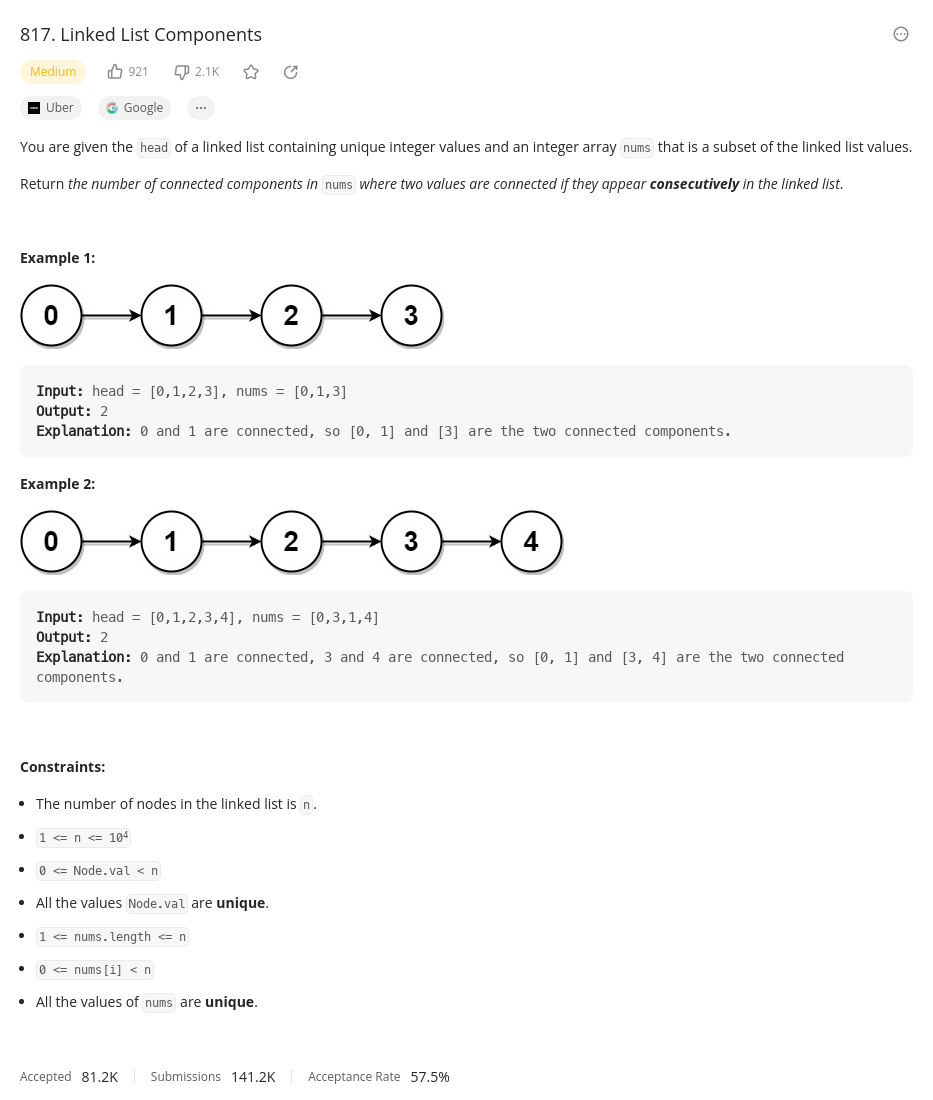 817. Linked List Components
Medium 921 2.1K
Uber Google ...
You are given the head of a linked list containing unique integer values and an integer array nums that is a subset of the linked list values.
Return the number of connected components in nums where two values are connected if they appear consecutively in the linked list.
Example 1:
0 1 2 3
Input: head = [0,1,2,3], nums = [0,1,3]
Output: 2
Explanation: 0 and 1 are connected, so [0, 1] and [3] are the two connected components.
Example 2:
0 1 2 3 4
Input: head = [0,1,2,3,4], nums = [0,3,1,4]
Output: 2
Explanation: 0 and 1 are connected, 3 and 4 are connected, so [0, 1] and [3, 4] are the two connected
components.
Constraints:
• The number of nodes in the linked list is n.
• 1 <= n <= 10⁴
• 0 <= Node.val < n
• All the values Node.val are unique.
• 1 <= nums.length <= n
• 0 <= nums[i] < n
• All the values of nums are unique.
Accepted 81.2K Submissions 141.2K Acceptance Rate 57.5%